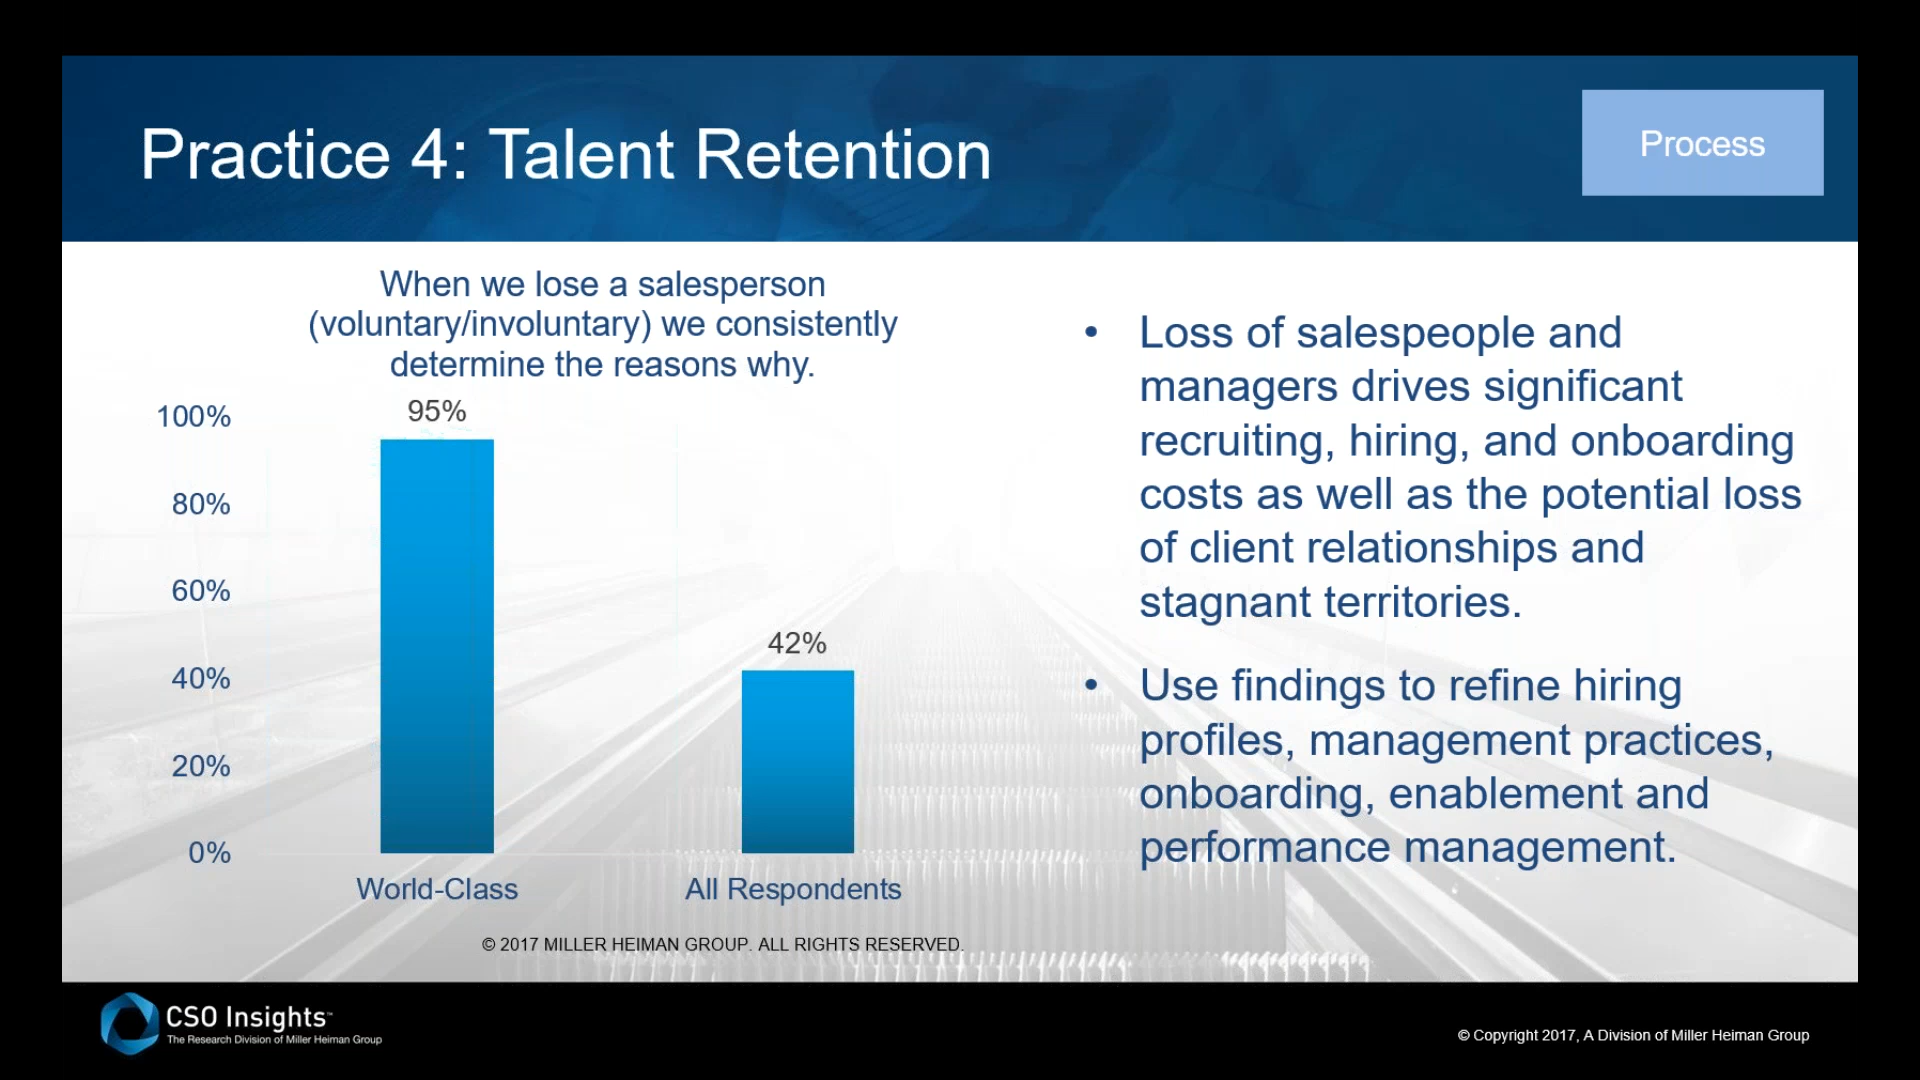 Practice 4: Talent Retention
Process
When we lose a salesperson
(voluntary/involuntary) we consistently
determine the reasons why.
100%
80%
60%
40%
20%
0%
95%
42%
World-Class
All Respondents
© 2017 MILLER HEIMAN GROUP. ALL RIGHTS RESERVED.
• Loss of salespeople and
managers drives significant
recruiting, hiring, and onboarding
costs as well as the potential loss
of client relationships and
stagnant territories.
• Use findings to refine hiring
profiles, management practices,
onboarding, enablement and
performance management.
CSO Insights™
The Research Division of Miller Heiman Group
© Copyright 2017, A Division of Miller Heiman Group